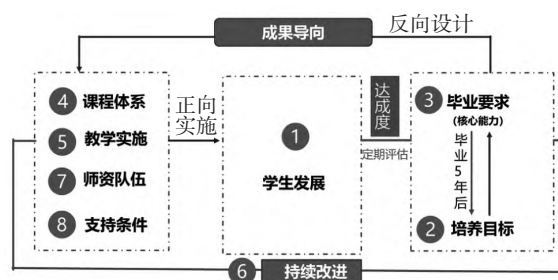 成果导向
反向设计
4 课程体系
5 教学实施
7 师资队伍
8 支持条件
正向
实施
1
学生发展
达成度
定期评估
3 毕业要求
(核心能力)
毕业5年后
2 培养目标
6 持续改进